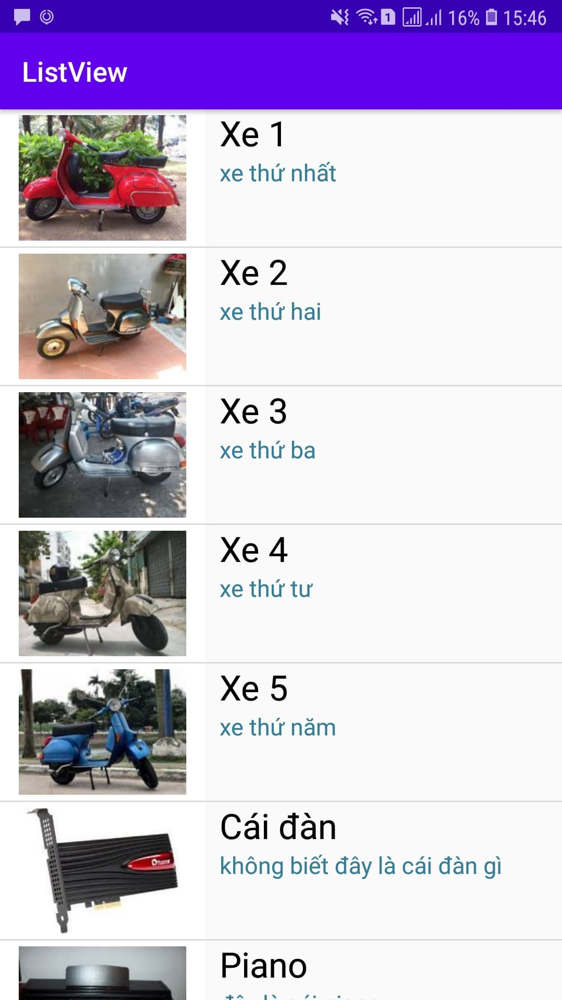 16% 15:46
ListView
Xe 1
xe thứ nhất
Xe 2
xe thứ hai
Xe 3
xe thứ ba
Xe 4
xe thứ tư
Xe 5
xe thứ năm
Cái đàn
không biết đây là cái đàn gì
Piano